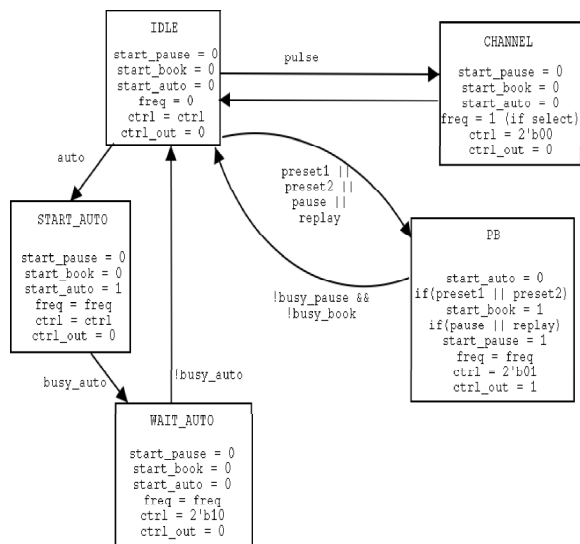 IDLE
start_pause = 0
start_book = 0
start_auto = 0
freq = 0
ctrl = ctrl
ctrl_out = 0
pulse
CHANNEL
start_pause = 0
start_book = 0
start_auto = 0
freq = 1 (if select)
ctrl = 2'b00
ctrl_out = 0
auto
preset1 ||
preset2 ||
pause ||
replay
START_AUTO
start_pause = 0
start_book = 0
start_auto = 1
freq = freq
ctrl = ctrl
ctrl_out = 0
PB
start_auto = 0
if(preset1 || preset2)
start_book = 1
if(pause || replay)
start_pause = 1
freq = freq
ctrl = 2'b01
ctrl_out = 1
!busy_pause &&
!busy_book
busy_auto
!busy_auto
WAIT_AUTO
start_pause = 0
start_book = 0
start_auto = 0
freq = freq
ctrl = 2'b10
ctrl_out = 0